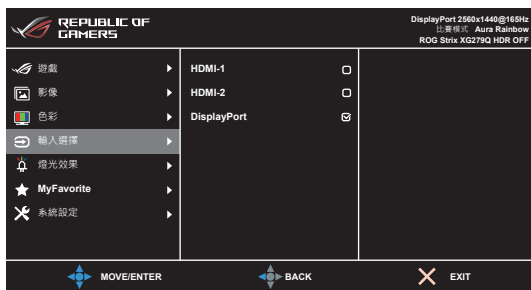 REPUBLIC OF
GAMERS
DisplayPort 2560x1440@165Hz
比賽模式 Aura Rainbow
ROG Strix XG279Q HDR OFF
遊戲
影像
色彩
輸入選擇
燈光效果
MyFavorite
系統設定
HDMI-1
HDMI-2
DisplayPort
MOVE/ENTER
BACK
EXIT